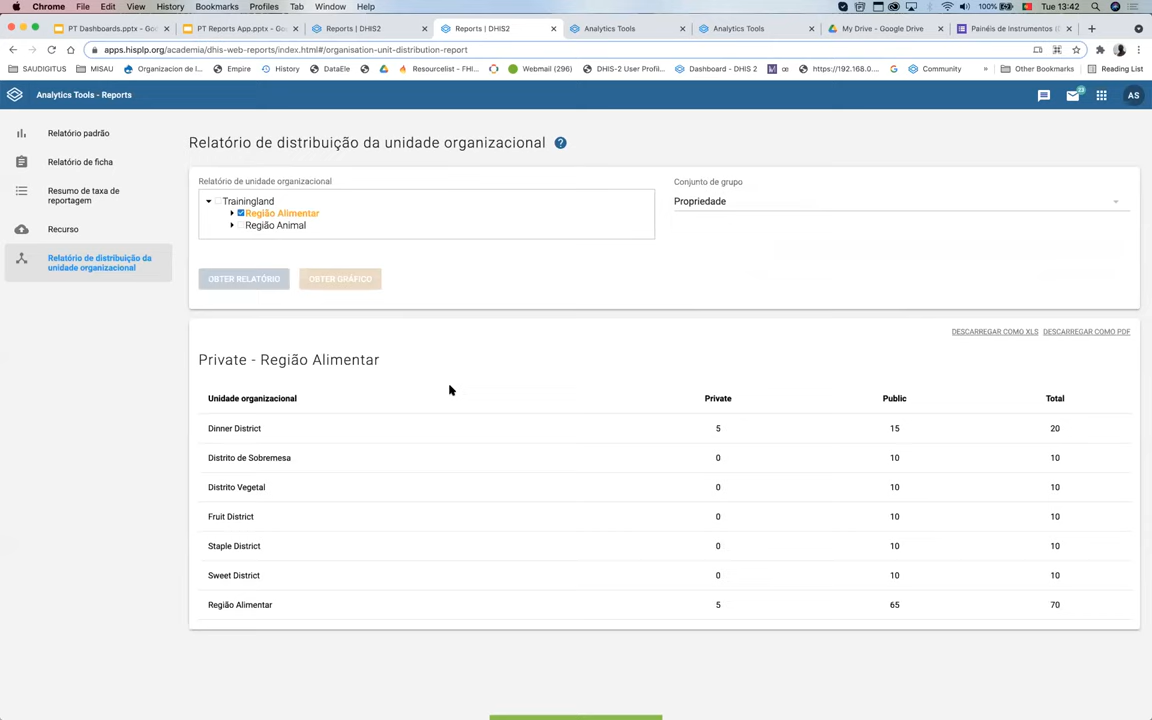 Chrome File Edit View History Bookmarks Profiles Tab Window Help 100% Tue 13:42
PT Dashboards.pptx - Go... PT Reports App.pptx - G... Reports | DHIS2 Reports | DHIS2 Analytics Tools Analytics Tools My Drive - Google Drive Painéis de Instrumentos (I
apps.hisplp.org/academia/dhis-web-reports/index.html#/organisation-unit-distribution-report
SAUDIGITUS MISAU Organizacion de I... Empire History DataEle Resourcelist - FHI... Webmail (296) DHIS-2 User Profil... Dashboard - DHIS 2 https://192.168.0.... Community » Other Bookmarks Reading List
Analytics Tools - Reports 23 AS
Relatório padrão
Relatório de ficha
Resumo de taxa de
reportagem
Recurso
Relatório de distribuição da
unidade organizacional
Relatório de distribuição da unidade organizacional ?
Relatório de unidade organizacional
Trainingland
Região Alimentar
Região Animal
Conjunto de grupo
Propriedade
OBTER RELATÓRIO OBTER GRÁFICO
DESCARREGAR COMO XLS DESCARREGAR COMO PDF
Private - Região Alimentar
Unidade organizacional Private Public Total
Dinner District 5 15 20
Distrito de Sobremesa 0 10 10
Distrito Vegetal 0 10 10
Fruit District 0 10 10
Staple District 0 10 10
Sweet District 0 10 10
Região Alimentar 5 65 70